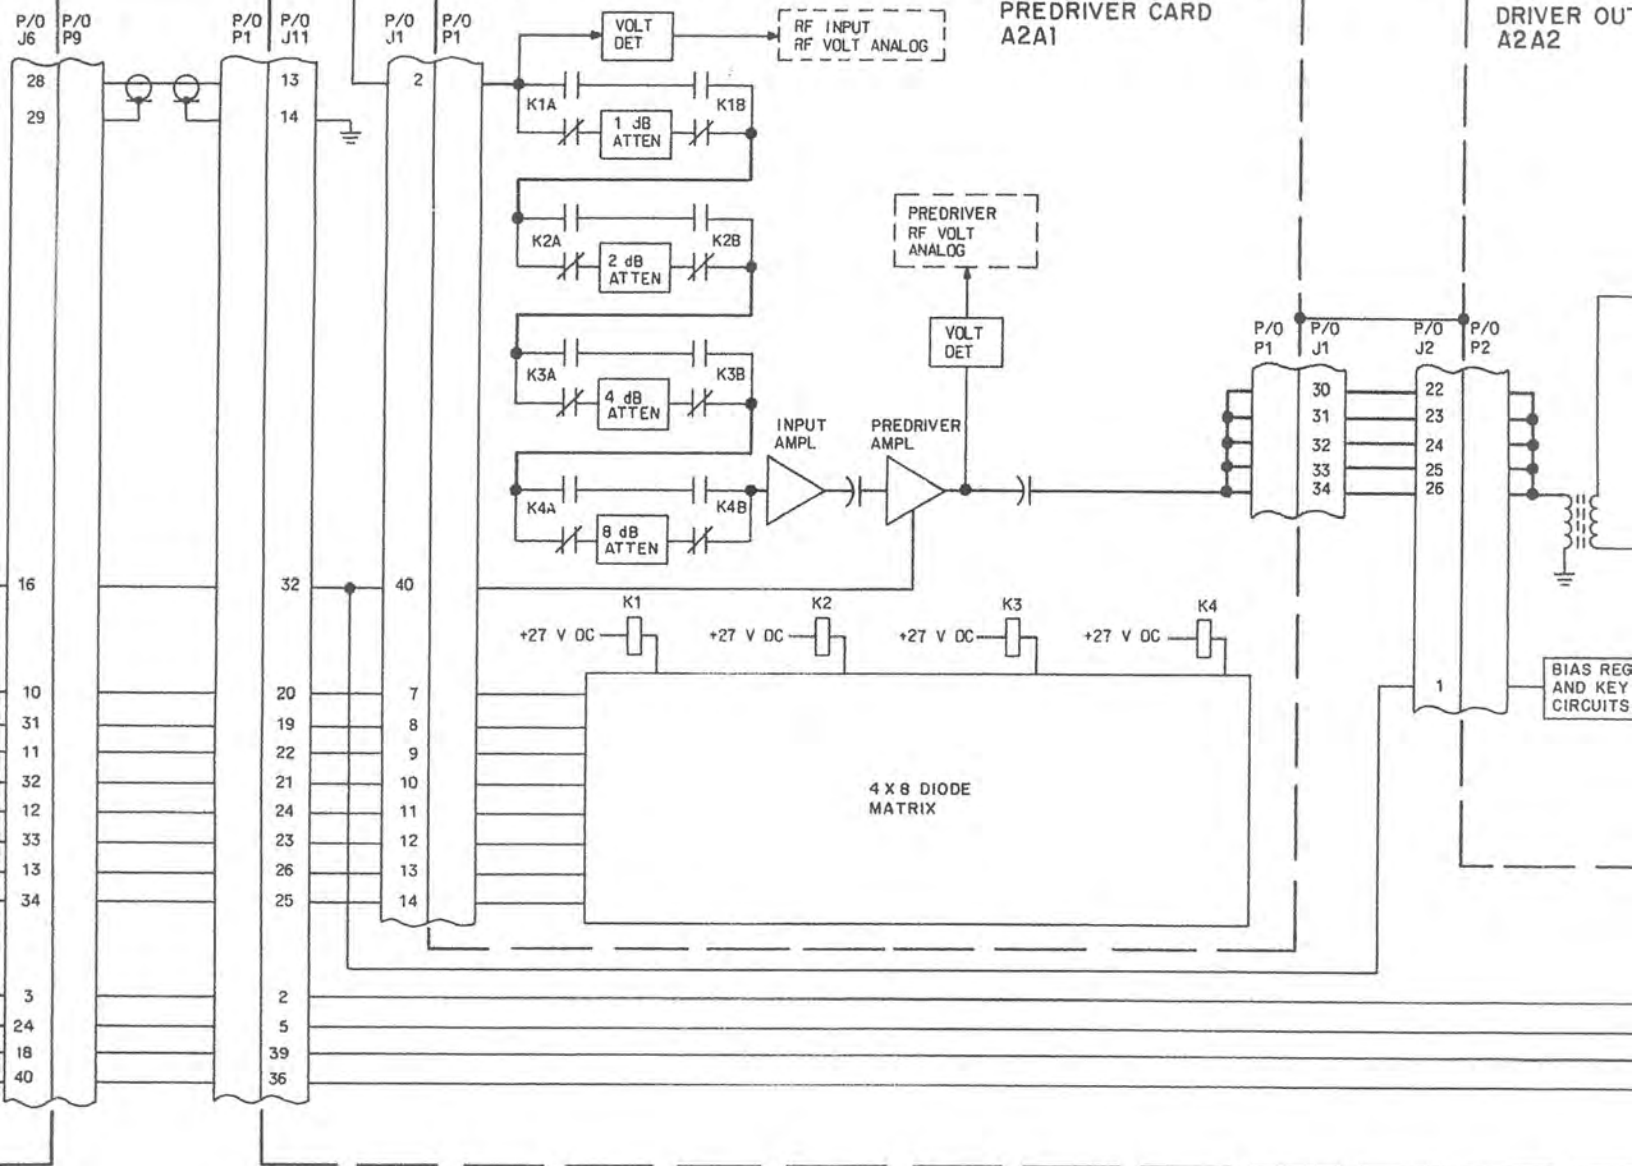 P/O P/O
J6 P9
P/O P/O
P1 J11
P/O P/O
J1 P1
PREDRIVER CARD
A2A1
DRIVER OUT
A2A2
VOLT
DET
RF INPUT
RF VOLT ANALOG
28
29
13
14
2
K1A
K1B
1 dB
ATTEN
K2A
K2B
2 dB
ATTEN
K3A
K3B
4 dB
ATTEN
K4A
K4B
8 dB
ATTEN
PREDRIVER
RF VOLT
ANALOG
VOLT
DET
INPUT
AMPL
PREDRIVER
AMPL
P/O P/O
P1 J1
P/O P/O
J2 P2
30 22
31 23
32 24
33 25
34 26
16 32 40
K1 K2 K3 K4
+27 V DC +27 V DC +27 V DC +27 V DC
1
BIAS REG
AND KEY
CIRCUITS
10 20 7
31 19 8
11 22 9
32 21 10
12 24 11
33 23 12
13 26 13
34 25 14
4 X 8 DIODE
MATRIX
3 2
24 5
18 39
40 36